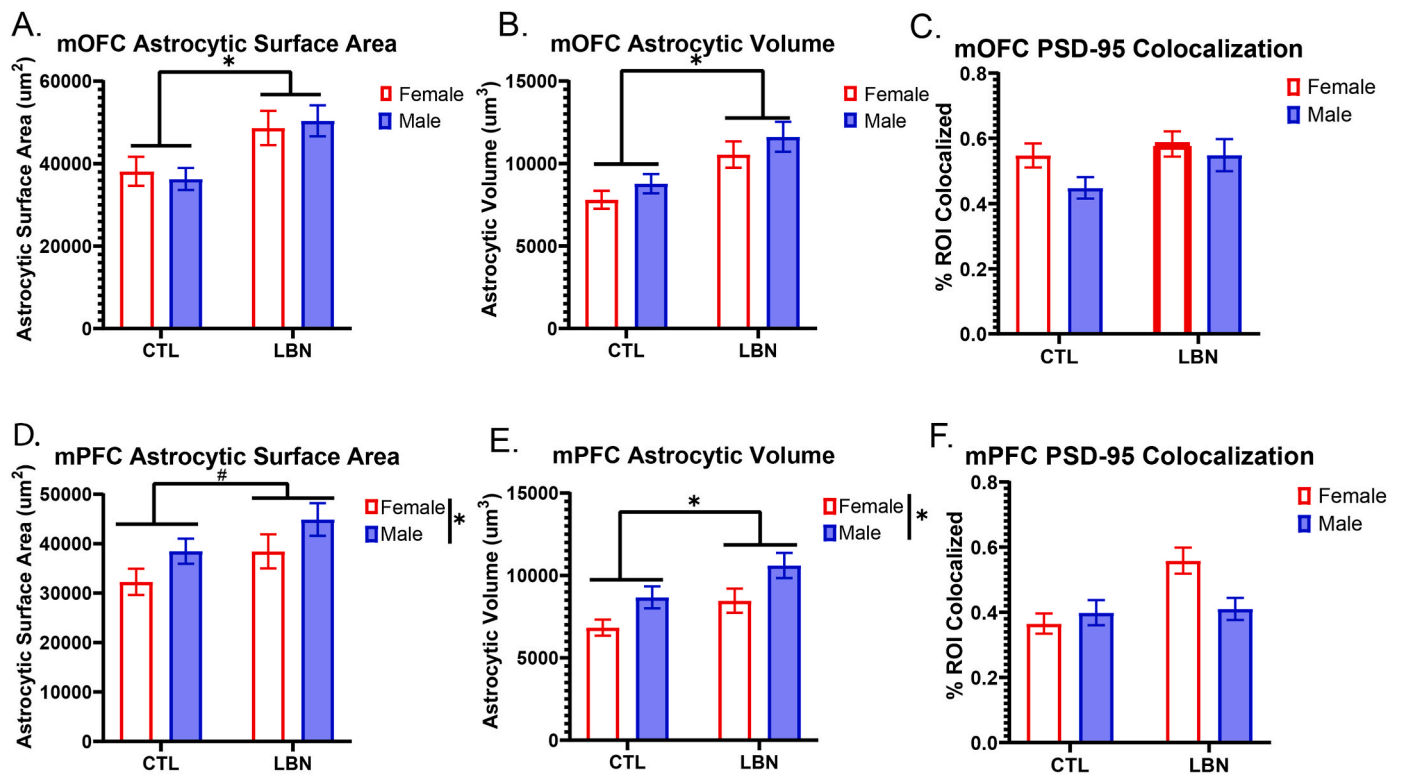 A.
mOFC Astrocytic Surface Area
Astrocytic Surface Area (um²)
60000
40000
20000
0
*
CTL
LBN
Female
Male
B.
mOFC Astrocytic Volume
Astrocytic Volume (um³)
15000
10000
5000
0
*
CTL
LBN
Female
Male
C.
mOFC PSD-95 Colocalization
% ROI Colocalized
0.8
0.6
0.4
0.2
0.0
CTL
LBN
Female
Male
D.
mPFC Astrocytic Surface Area
Astrocytic Surface Area (um²)
50000
40000
30000
20000
10000
0
#
CTL
LBN
Female
Male
*
E.
mPFC Astrocytic Volume
Astrocytic Volume (um³)
15000
10000
5000
0
*
CTL
LBN
Female
Male
*
F.
mPFC PSD-95 Colocalization
% ROI Colocalized
0.8
0.6
0.4
0.2
0.0
CTL
LBN
Female
Male